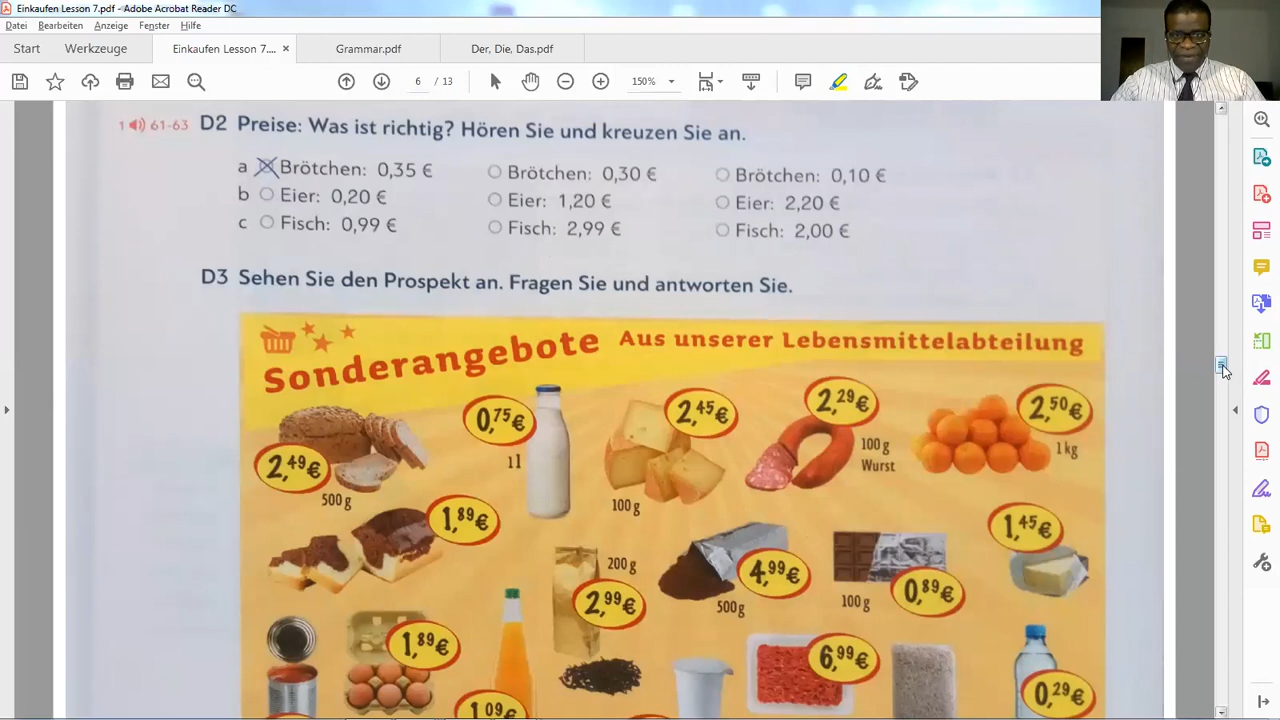 Einkaufen Lesson 7.pdf - Adobe Acrobat Reader DC
Datei Bearbeiten Anzeige Fenster Hilfe
Start Werkzeuge Einkaufen Lesson 7.... × Grammar.pdf Der, Die, Das.pdf
6 / 13 150%
1 61-63 D2 Preise: Was ist richtig? Hören Sie und kreuzen Sie an.
a Brötchen: 0,35 € Brötchen: 0,30 € Brötchen: 0,10 €
b Eier: 0,20 € Eier: 1,20 € Eier: 2,20 €
c Fisch: 0,99 € Fisch: 2,99 € Fisch: 2,00 €
D3 Sehen Sie den Prospekt an. Fragen Sie und antworten Sie.
Sonderangebote Aus unserer Lebensmittelabteilung
2,49€
500 g
0,75€
1 l
2,45€
100 g
2,29€
100 g
Wurst
2,50€
1 kg
1,89€
200 g
2,99€
4,99€
500g
100 g
0,89€
1,45€
1,89€
1,09€
6,99€
0,29€